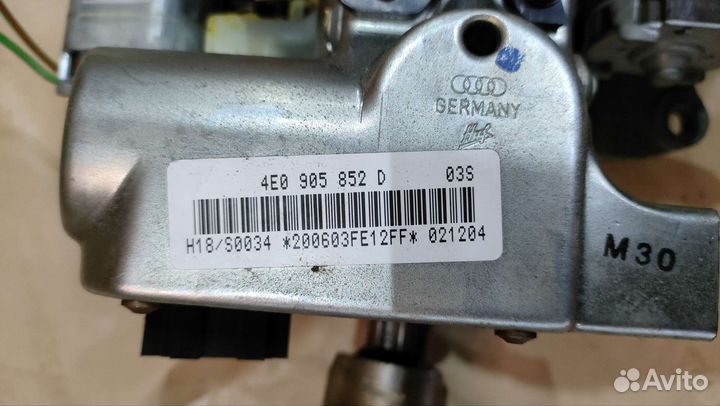 GERMANY
4E0 905 852 D 03S
H18/S0034 *200603FE12FF* 021204
M30
Avito